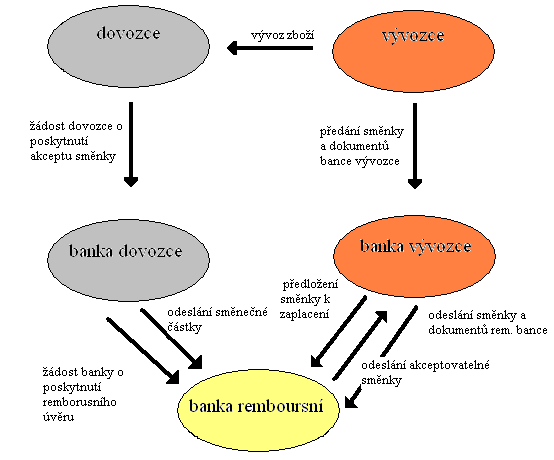 dovozce
vývoz zboží
vývozce
žádost dovozce o
poskytnutí
akceptu směnky
předání směnky
a dokumentů
bance vývozce
banka dovozce
banka vývozce
předložení
směnky k
zaplacení
odeslání směnečné
částky
odeslání směnky a
dokumentů rem. bance
žádost banky o
poskytnutí
remborusního
úvěru
odeslání akceptovatelné
směnky
banka remboursní